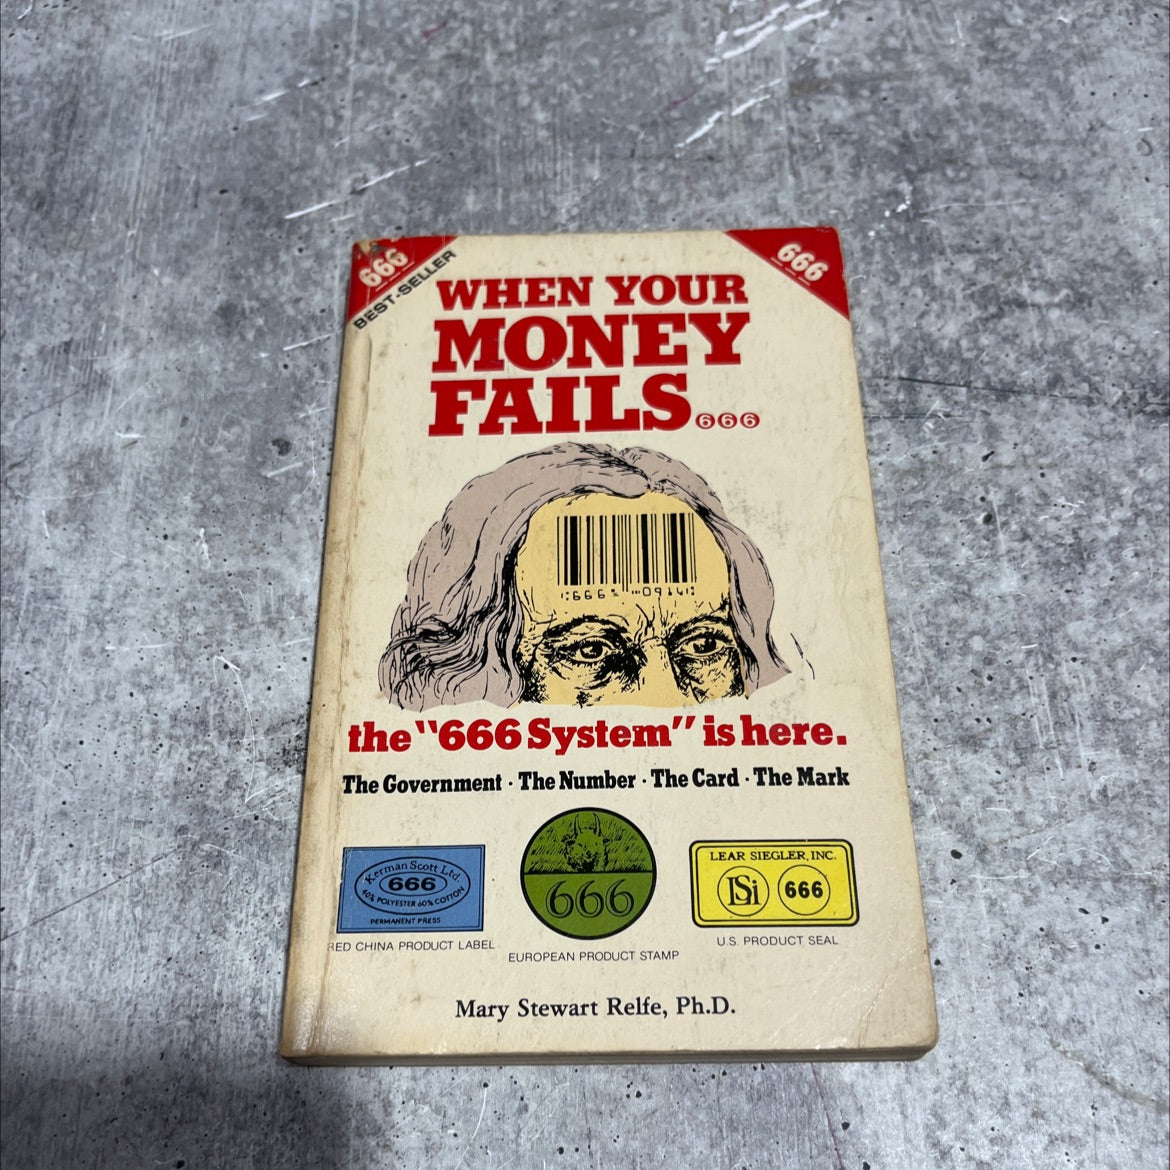 666
BEST-SELLER
666
WHEN YOUR
MONEY
FAILS...666
the "666 System" is here.
The Government · The Number · The Card · The Mark
Kerman Scott Ltd.
666
40% POLYESTER 60% COTTON
PERMANENT PRESS
RED CHINA PRODUCT LABEL
666
EUROPEAN PRODUCT STAMP
LEAR SIEGLER, INC.
LSi
666
U.S. PRODUCT SEAL
Mary Stewart Relfe, Ph.D.